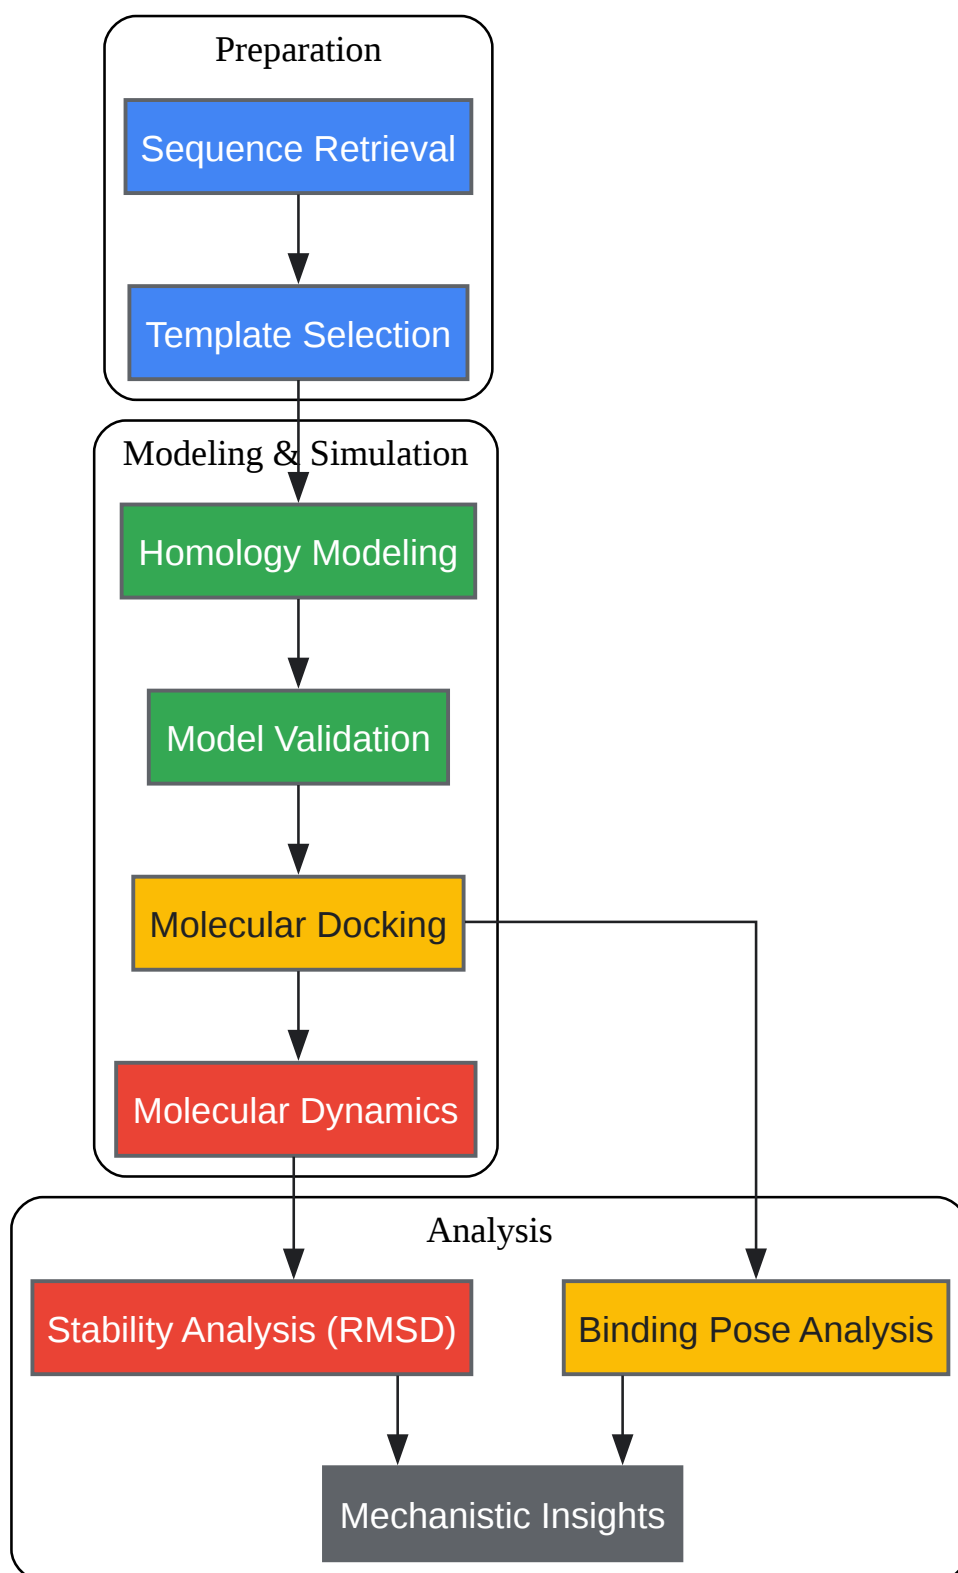 Preparation
Sequence Retrieval
Template Selection
Modeling & Simulation
Homology Modeling
Model Validation
Molecular Docking
Molecular Dynamics
Analysis
Stability Analysis (RMSD)
Binding Pose Analysis
Mechanistic Insights